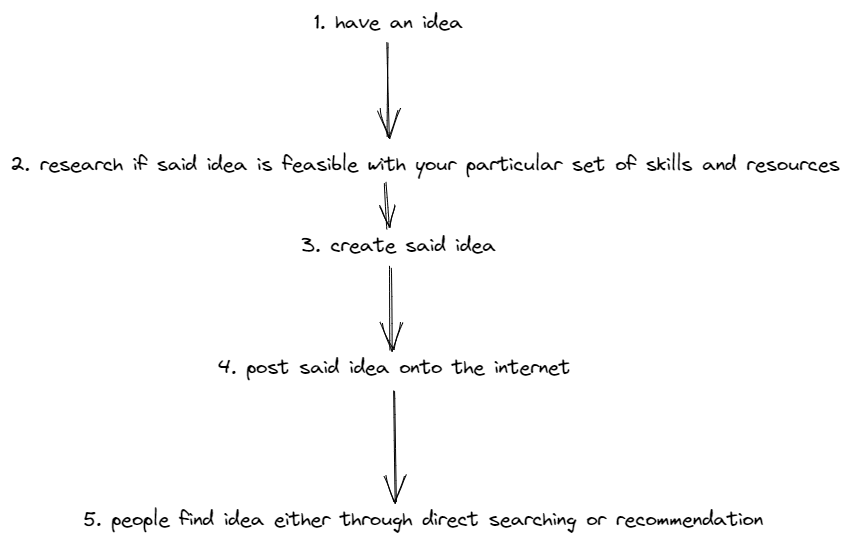 1. have an idea
2. research if said idea is feasible with your particular set of skills and resources
3. create said idea
4. post said idea onto the internet
5. people find idea either through direct searching or recommendation